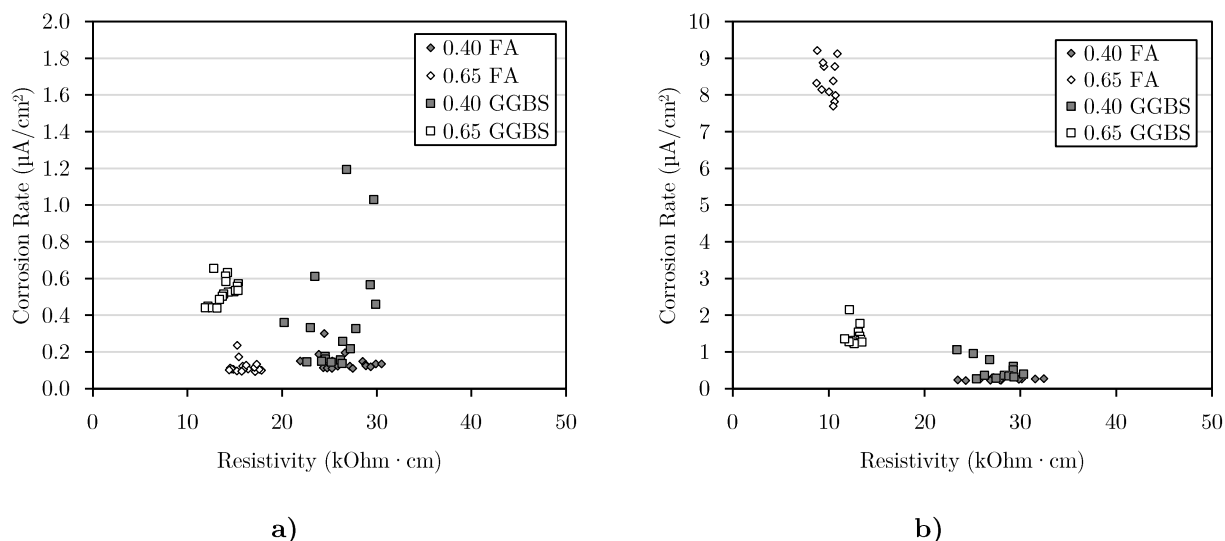 2.0
1.8
1.6
1.4
1.2
1.0
0.8
0.6
0.4
0.2
0.0
Corrosion Rate (µA/cm²)
0.40 FA
0.65 FA
0.40 GGBS
0.65 GGBS
0 10 20 30 40 50
Resistivity (kOhm · cm)
a)
10
9
8
7
6
5
4
3
2
1
0
Corrosion Rate (µA/cm²)
0.40 FA
0.65 FA
0.40 GGBS
0.65 GGBS
0 10 20 30 40 50
Resistivity (kOhm · cm)
b)